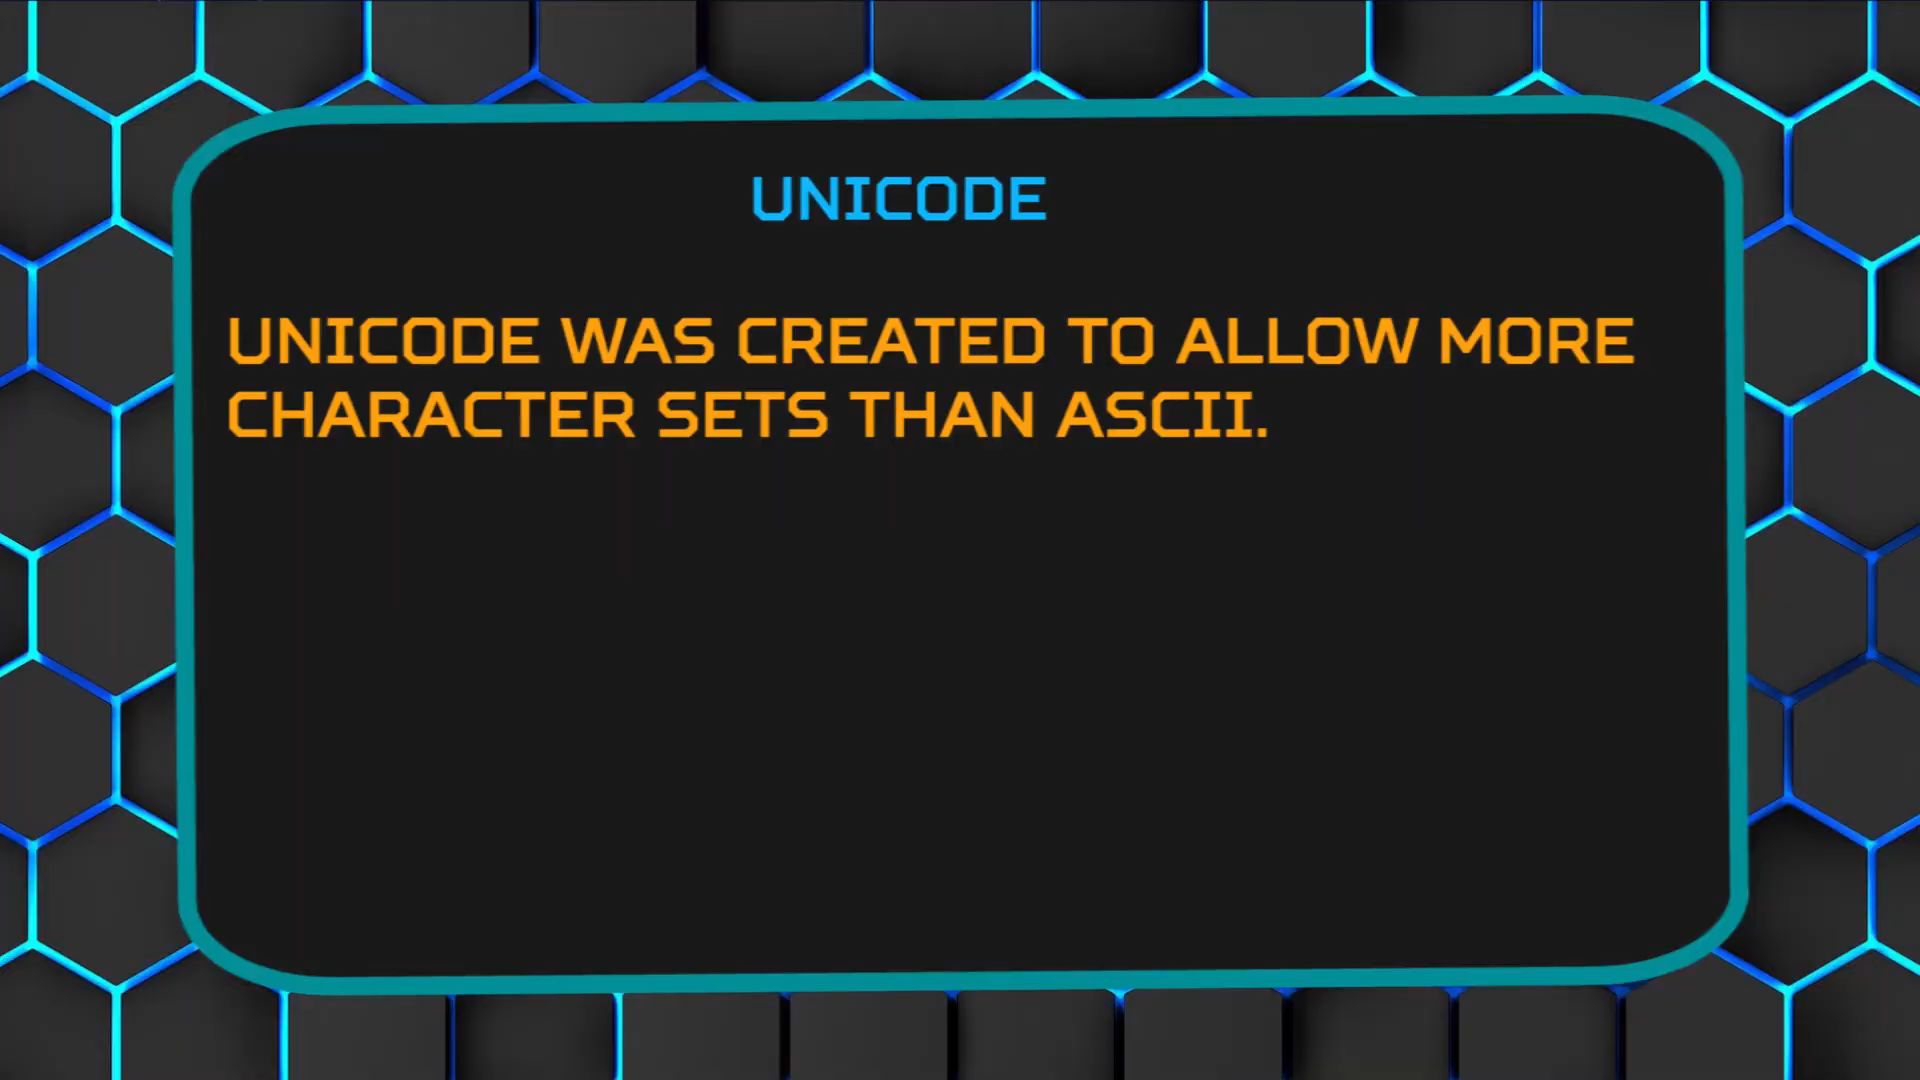 UNICODE
UNICODE WAS CREATED TO ALLOW MORE
CHARACTER SETS THAN ASCII.